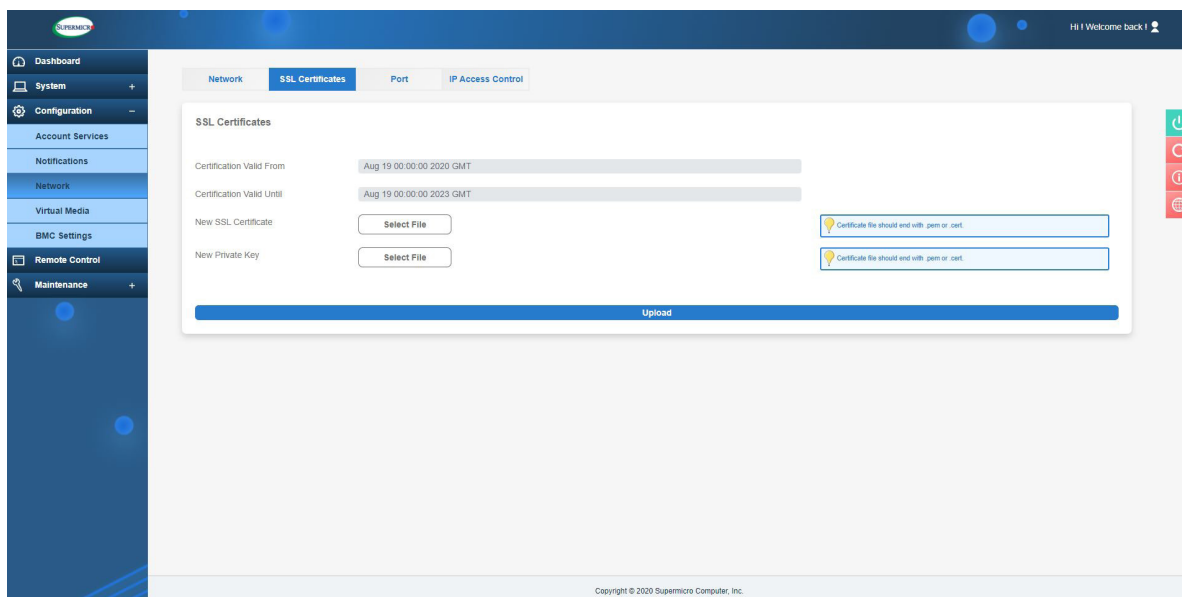 SUPERMICR
Hi ! Welcome back !
Dashboard
System +
Configuration −
Account Services
Notifications
Network
Virtual Media
BMC Settings
Remote Control
Maintenance +
Network SSL Certificates Port IP Access Control
SSL Certificates
Certification Valid From Aug 19 00:00:00 2020 GMT
Certification Valid Until Aug 19 00:00:00 2023 GMT
New SSL Certificate Select File Certificate file should end with .pem or .cert.
New Private Key Select File Certificate file should end with .pem or .cert.
Upload
Copyright © 2020 Supermicro Computer, Inc.